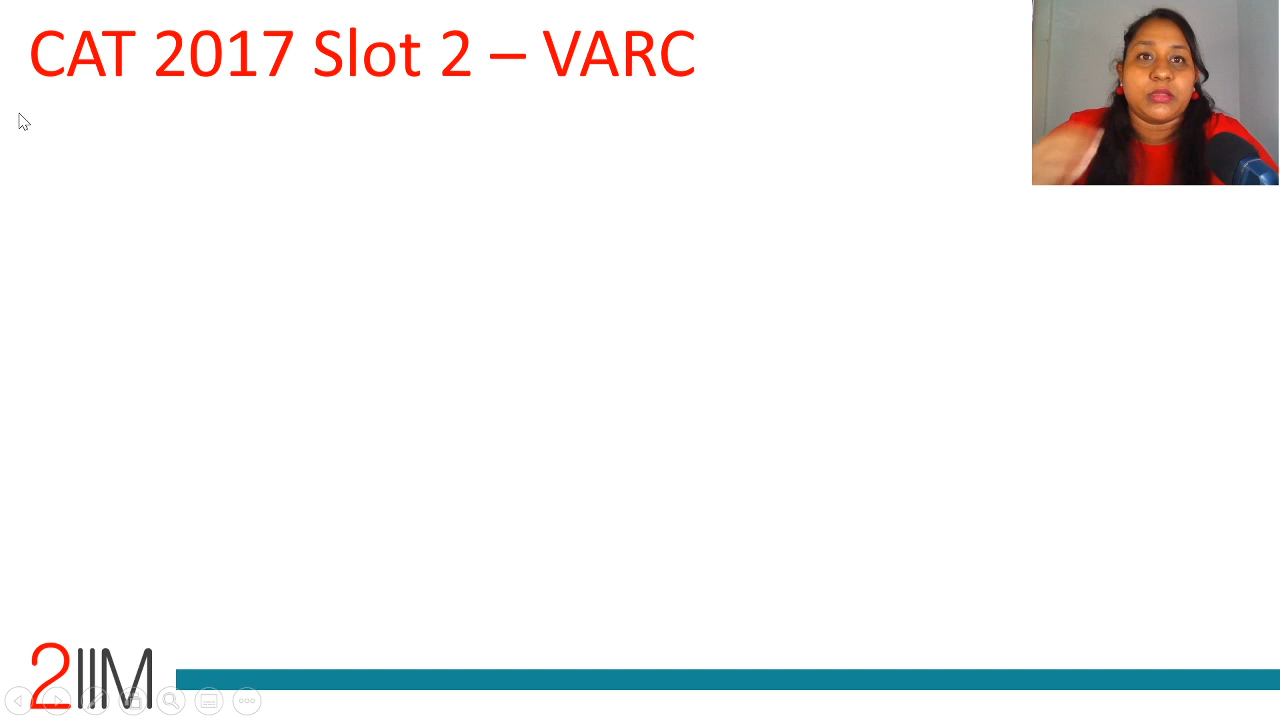 CAT 2017 Slot 2 – VARC
2IIM